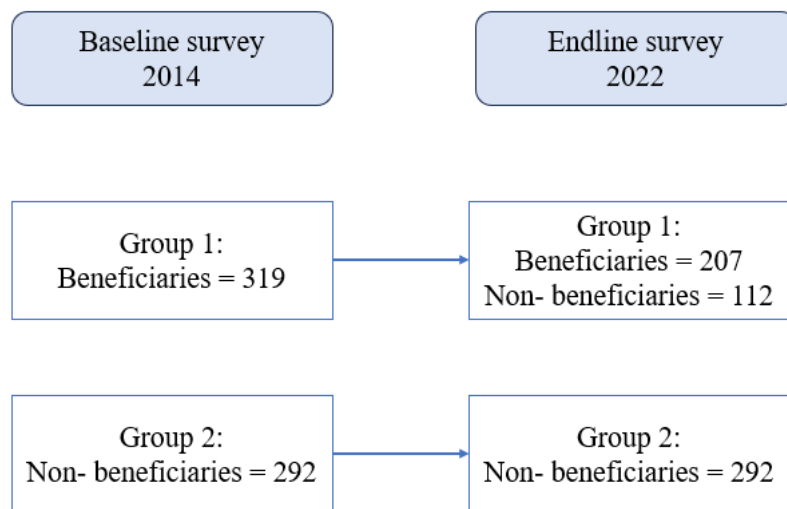 Baseline survey
2014
Endline survey
2022
Group 1:
Beneficiaries = 319
Group 1:
Beneficiaries = 207
Non- beneficiaries = 112
Group 2:
Non- beneficiaries = 292
Group 2:
Non- beneficiaries = 292